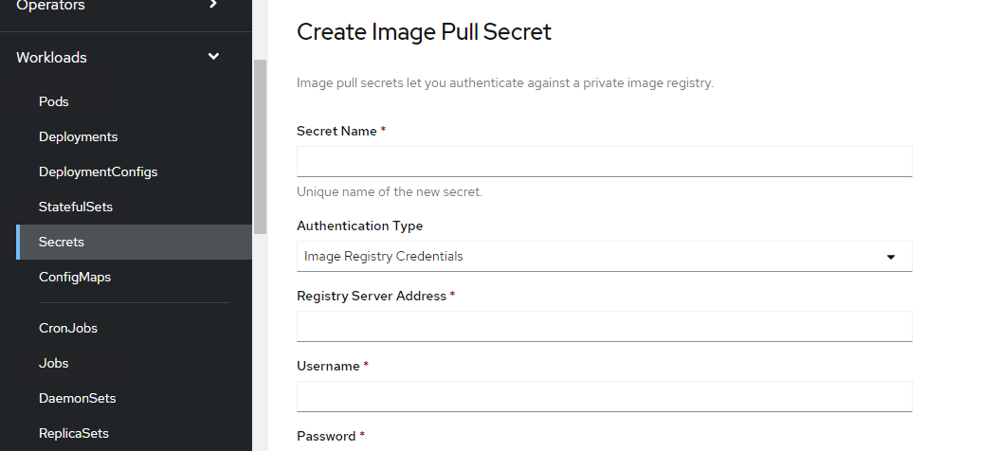 Operators
Workloads
Pods
Deployments
DeploymentConfigs
StatefulSets
Secrets
ConfigMaps
CronJobs
Jobs
DaemonSets
ReplicaSets
Create Image Pull Secret
Image pull secrets let you authenticate against a private image registry.
Secret Name *
Unique name of the new secret.
Authentication Type
Image Registry Credentials
Registry Server Address *
Username *
Password *